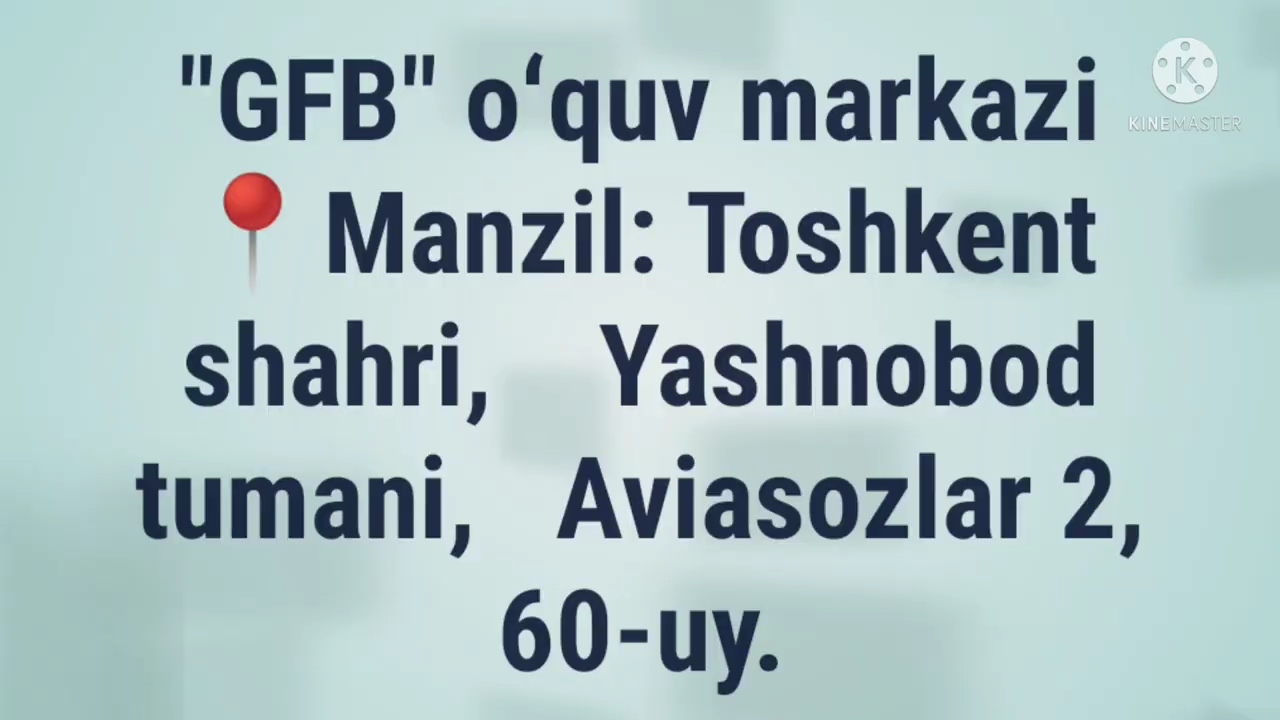 "GFB" o‘quv markazi
📍 Manzil: Toshkent
shahri, Yashnobod
tumani, Aviasozlar 2,
60-uy.
KINEMASTER